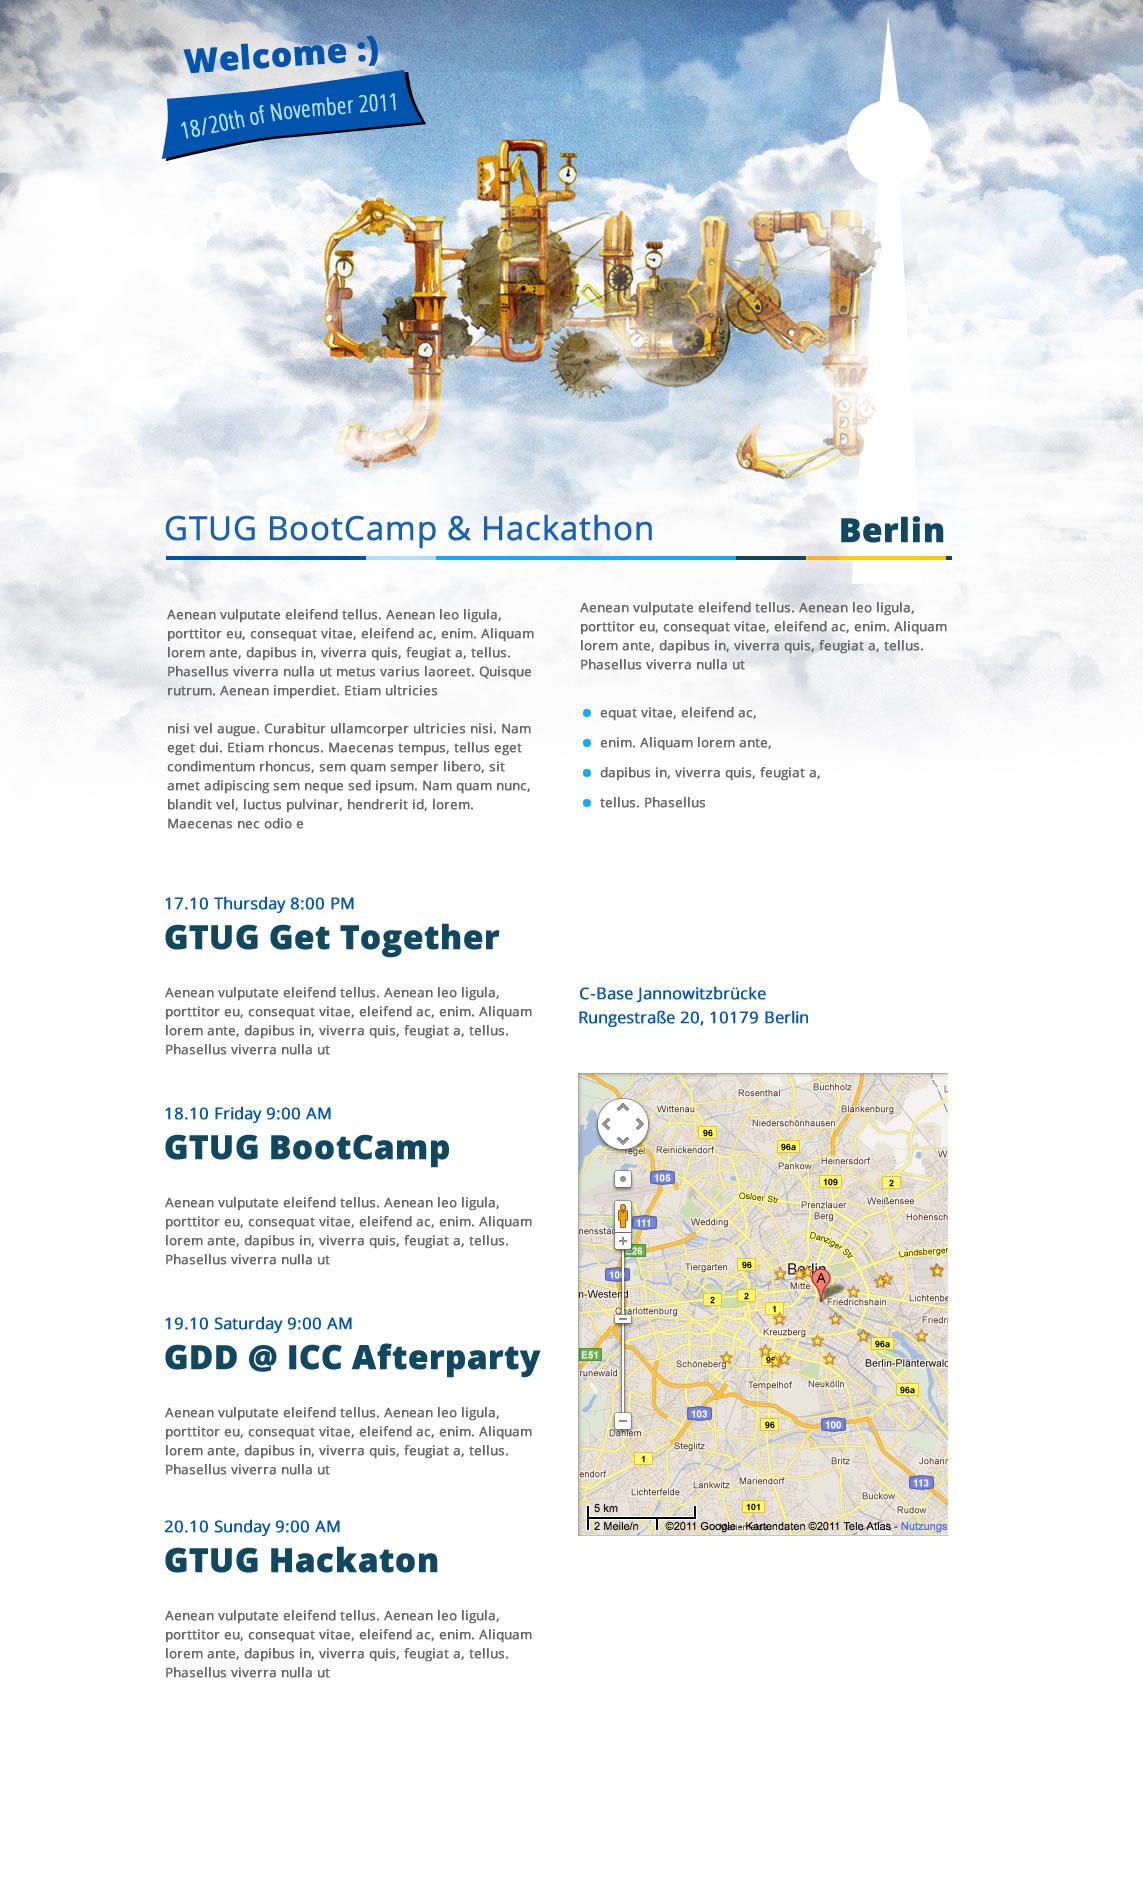 Welcome :)
18/20th of November 2011
gtug
GTUG BootCamp & Hackathon
Berlin
Aenean vulputate eleifend tellus. Aenean leo ligula,
porttitor eu, consequat vitae, eleifend ac, enim. Aliquam
lorem ante, dapibus in, viverra quis, feugiat a, tellus.
Phasellus viverra nulla ut metus varius laoreet. Quisque
rutrum. Aenean imperdiet. Etiam ultricies
nisi vel augue. Curabitur ullamcorper ultricies nisi. Nam
eget dui. Etiam rhoncus. Maecenas tempus, tellus eget
condimentum rhoncus, sem quam semper libero, sit
amet adipiscing sem neque sed ipsum. Nam quam nunc,
blandit vel, luctus pulvinar, hendrerit id, lorem.
Maecenas nec odio e
Aenean vulputate eleifend tellus. Aenean leo ligula,
porttitor eu, consequat vitae, eleifend ac, enim. Aliquam
lorem ante, dapibus in, viverra quis, feugiat a, tellus.
Phasellus viverra nulla ut
equat vitae, eleifend ac,
enim. Aliquam lorem ante,
dapibus in, viverra quis, feugiat a,
tellus. Phasellus
17.10 Thursday 8:00 PM
GTUG Get Together
Aenean vulputate eleifend tellus. Aenean leo ligula,
porttitor eu, consequat vitae, eleifend ac, enim. Aliquam
lorem ante, dapibus in, viverra quis, feugiat a, tellus.
Phasellus viverra nulla ut
18.10 Friday 9:00 AM
GTUG BootCamp
Aenean vulputate eleifend tellus. Aenean leo ligula,
porttitor eu, consequat vitae, eleifend ac, enim. Aliquam
lorem ante, dapibus in, viverra quis, feugiat a, tellus.
Phasellus viverra nulla ut
19.10 Saturday 9:00 AM
GDD @ ICC Afterparty
Aenean vulputate eleifend tellus. Aenean leo ligula,
porttitor eu, consequat vitae, eleifend ac, enim. Aliquam
lorem ante, dapibus in, viverra quis, feugiat a, tellus.
Phasellus viverra nulla ut
20.10 Sunday 9:00 AM
GTUG Hackaton
Aenean vulputate eleifend tellus. Aenean leo ligula,
porttitor eu, consequat vitae, eleifend ac, enim. Aliquam
lorem ante, dapibus in, viverra quis, feugiat a, tellus.
Phasellus viverra nulla ut
C-Base Jannowitzbrücke
Rungestraße 20, 10179 Berlin
Buchholz
Rosenthal
Wittenau
Blankenburg
Niederschönhausen
96
96a
Reinickendorf
Heinersdorf
Pankow
105
109
2
Osloer Str
Weißensee
Prenzlauer
Berg
111
Wedding
Hohensch
Danziger Str
Landsberger
E26
Tiergarten
96
Berlin
A
Mitte
m-Westend
2
2
1
Friedrichshain
Lichtenbe
Charlottenburg
Friedri
Kreuzberg
96a
E51
Schöneberg
Berlin-Plänterwald
runewald
Tempelhof
Neukölln
96a
103
96
100
Dahlem
Steglitz
1
Britz
Johann
endorf
Mariendorf
113
Lankwitz
Lichterfelde
Buckow
101
Rudow
5 km
2 Meile/n
©2011 Google - Kartendaten ©2011 Tele Atlas - Nutzungs